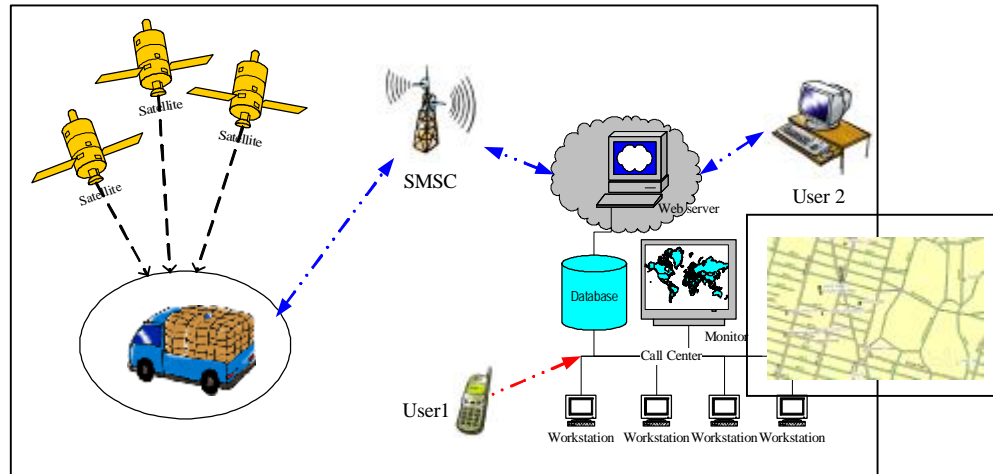 Satellite
Satellite
Satellite
SMSC
Web server
User 2
Database
Monitor
Call Center
User1
Workstation
Workstation
Workstation
Workstation